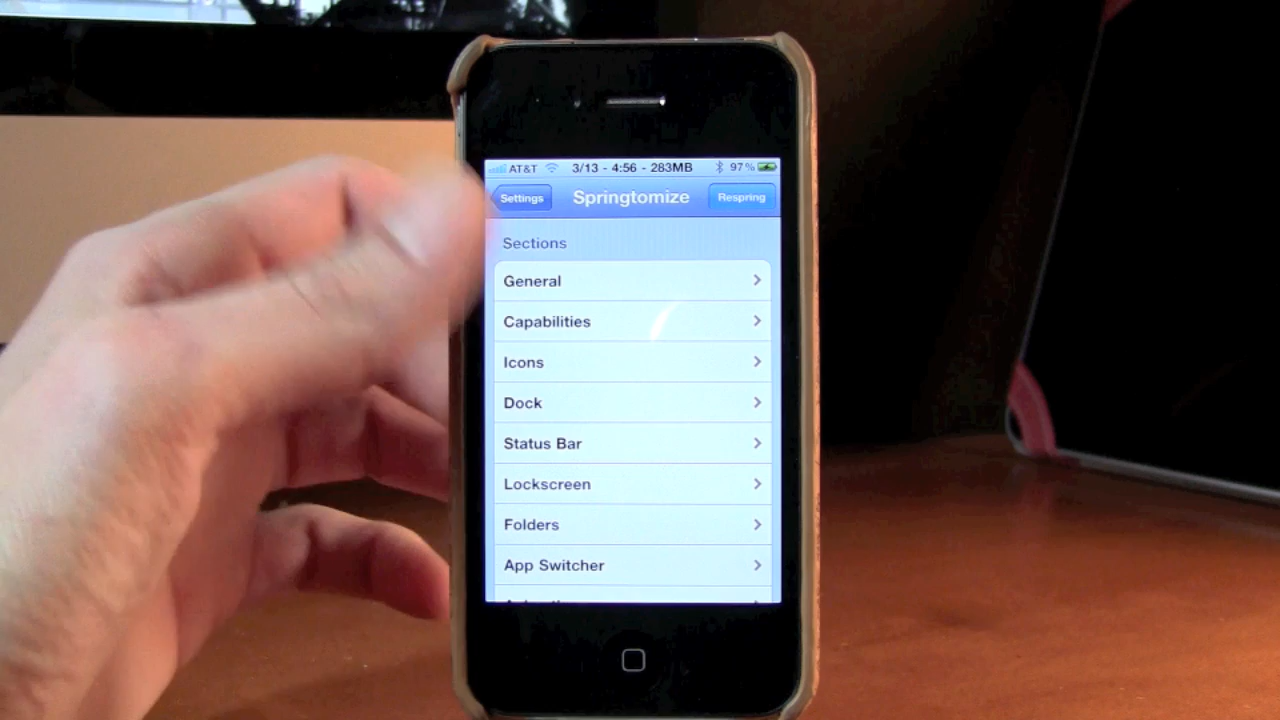 AT&T 3/13 - 4:56 - 283MB 97%
Settings Springtomize Respring
Sections
General
Capabilities
Icons
Dock
Status Bar
Lockscreen
Folders
App Switcher